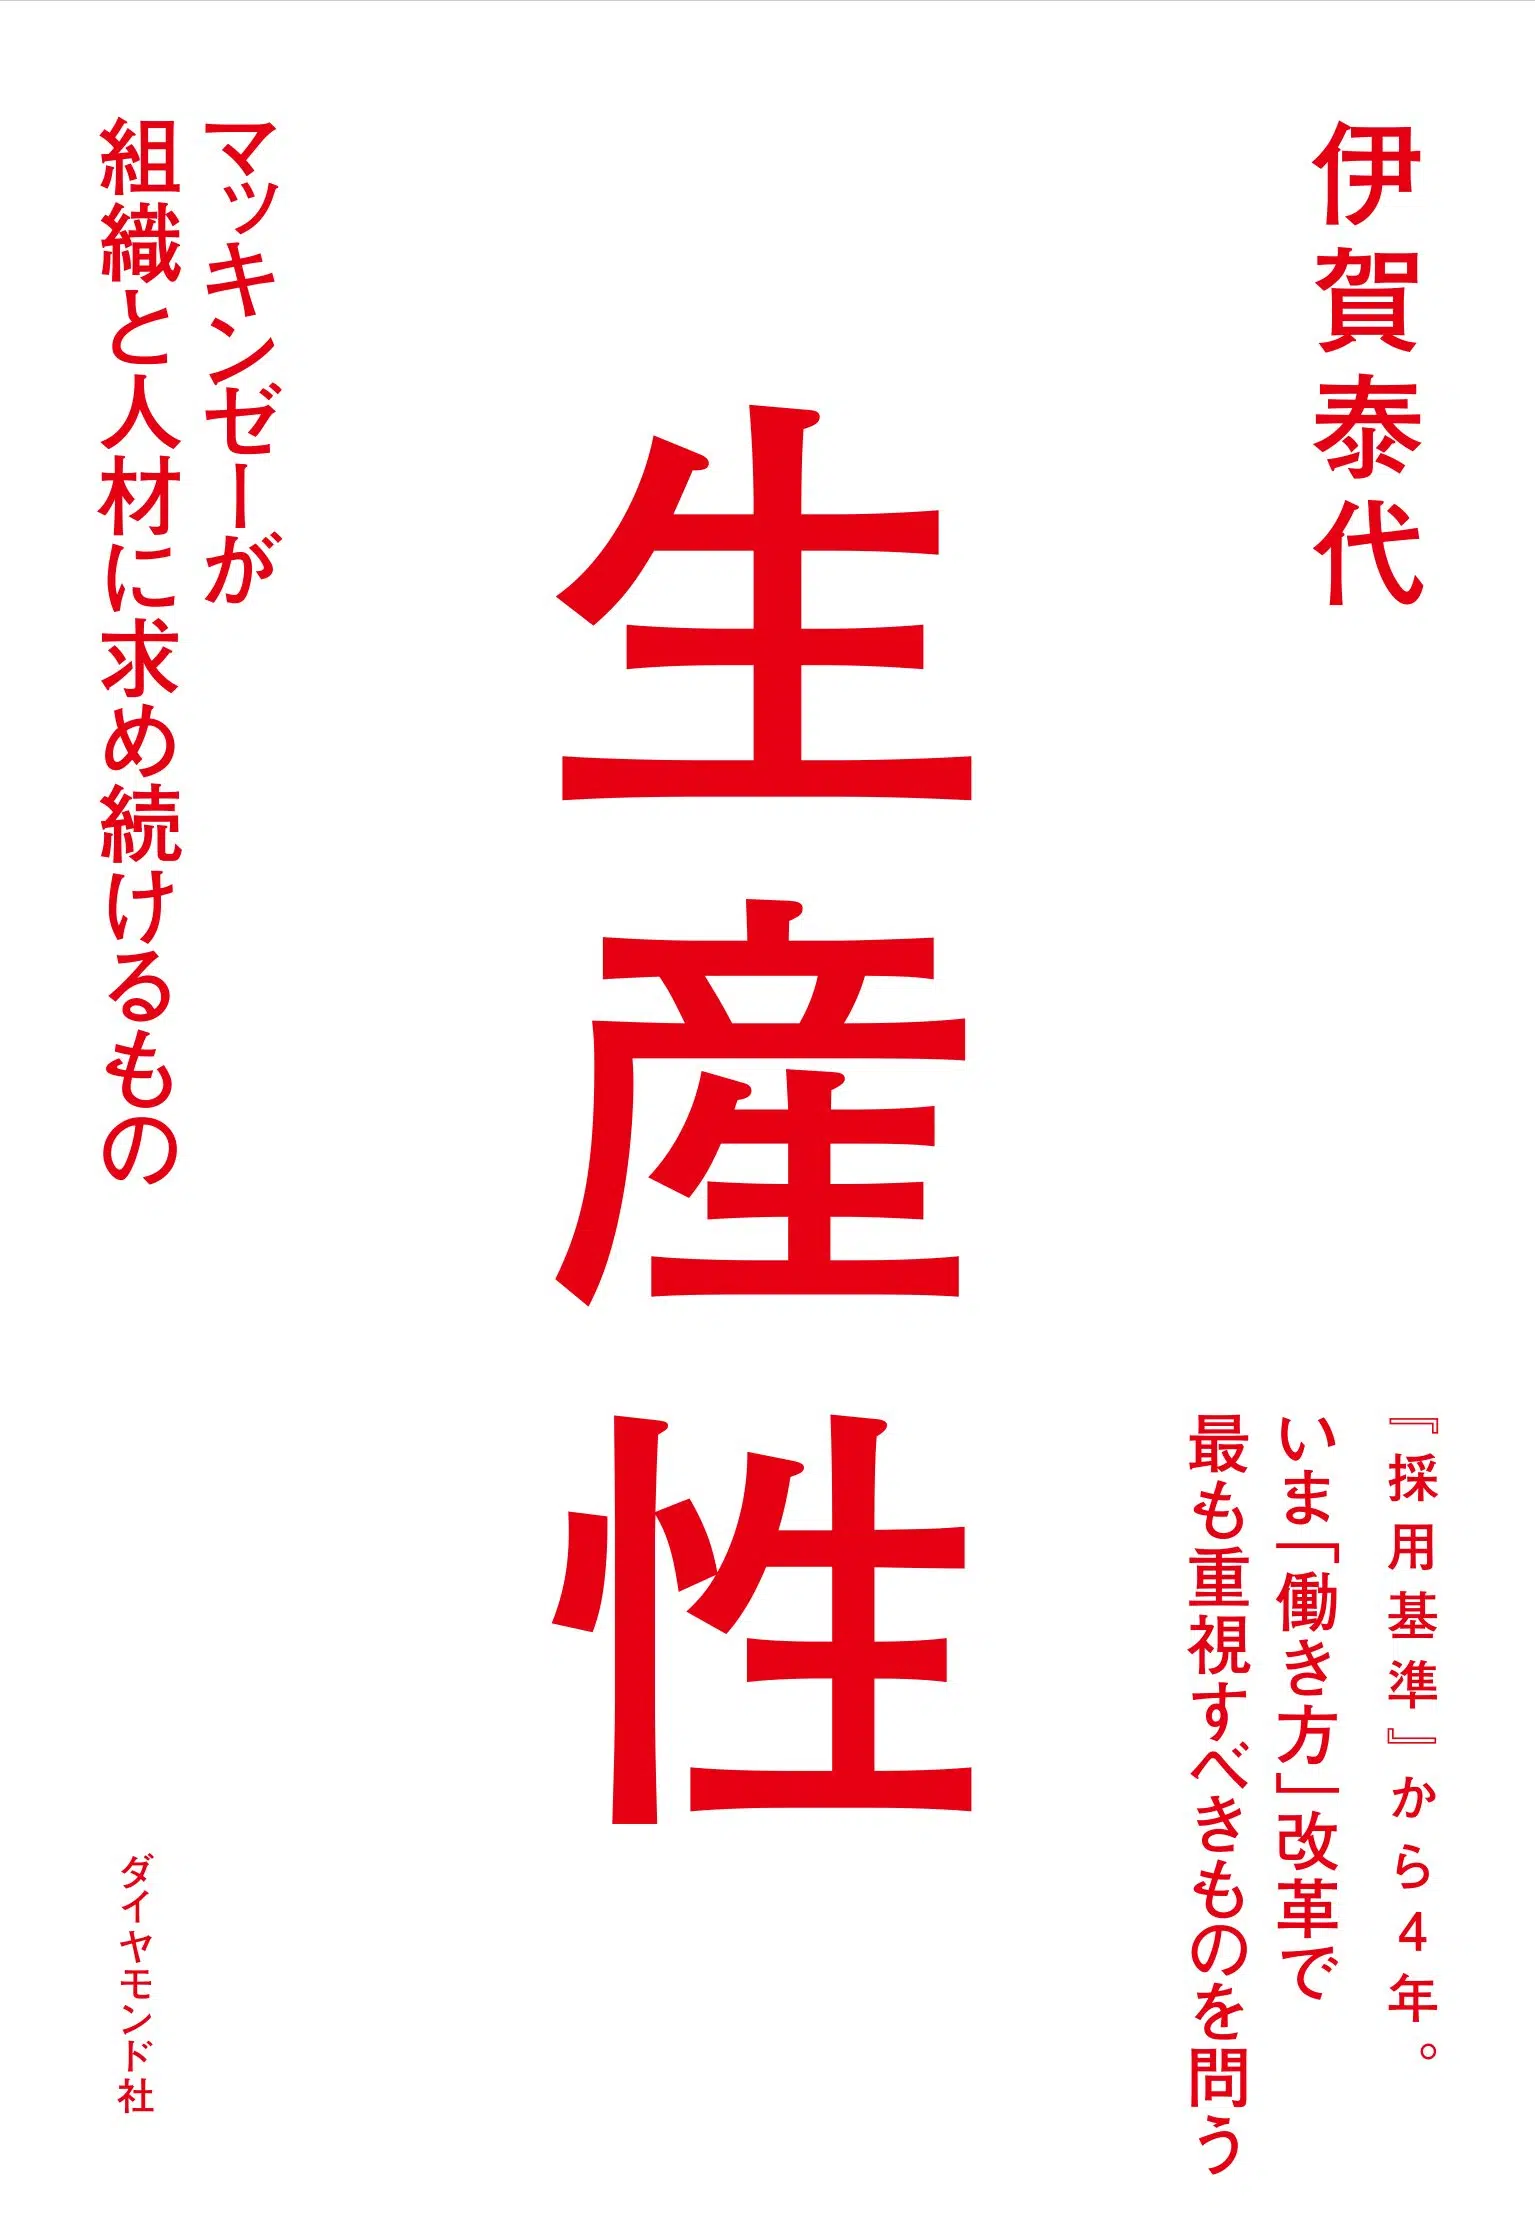 伊賀泰代
『採用基準』から4年。
いま「働き方」改革で
最も重視すべきものを問う
生産性
マッキンゼーが
組織と人材に求め続けるもの
ダイヤモンド社